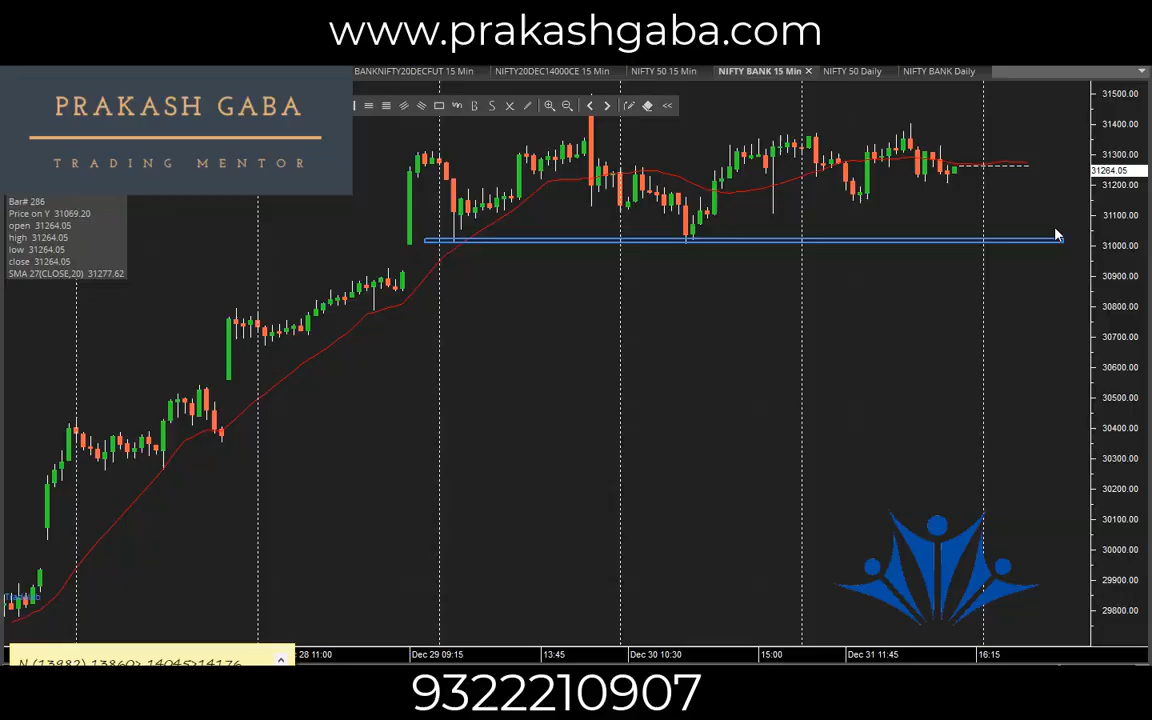 www.prakashgaba.com
BANKNIFTY20DECFUT 15 Min NIFTY20DEC14000CE 15 Min NIFTY 50 15 Min NIFTY BANK 15 Min NIFTY 50 Daily NIFTY BANK Daily
PRAKASH GABA
TRADING MENTOR
Bar# 286
Price on Y 31069.20
open 31264.05
high 31264.05
low 31264.05
close 31264.05
SMA 27(CLOSE,20) 31277.62
31500.00
31400.00
31300.00
31264.05
31200.00
31100.00
31000.00
30900.00
30800.00
30700.00
30600.00
30500.00
30400.00
30300.00
30200.00
30100.00
30000.00
29900.00
29800.00
N (13982) 13860> 14045>14176
28 11:00 Dec 29 09:15 13:45 Dec 30 10:30 15:00 Dec 31 11:45 16:15
9322210907